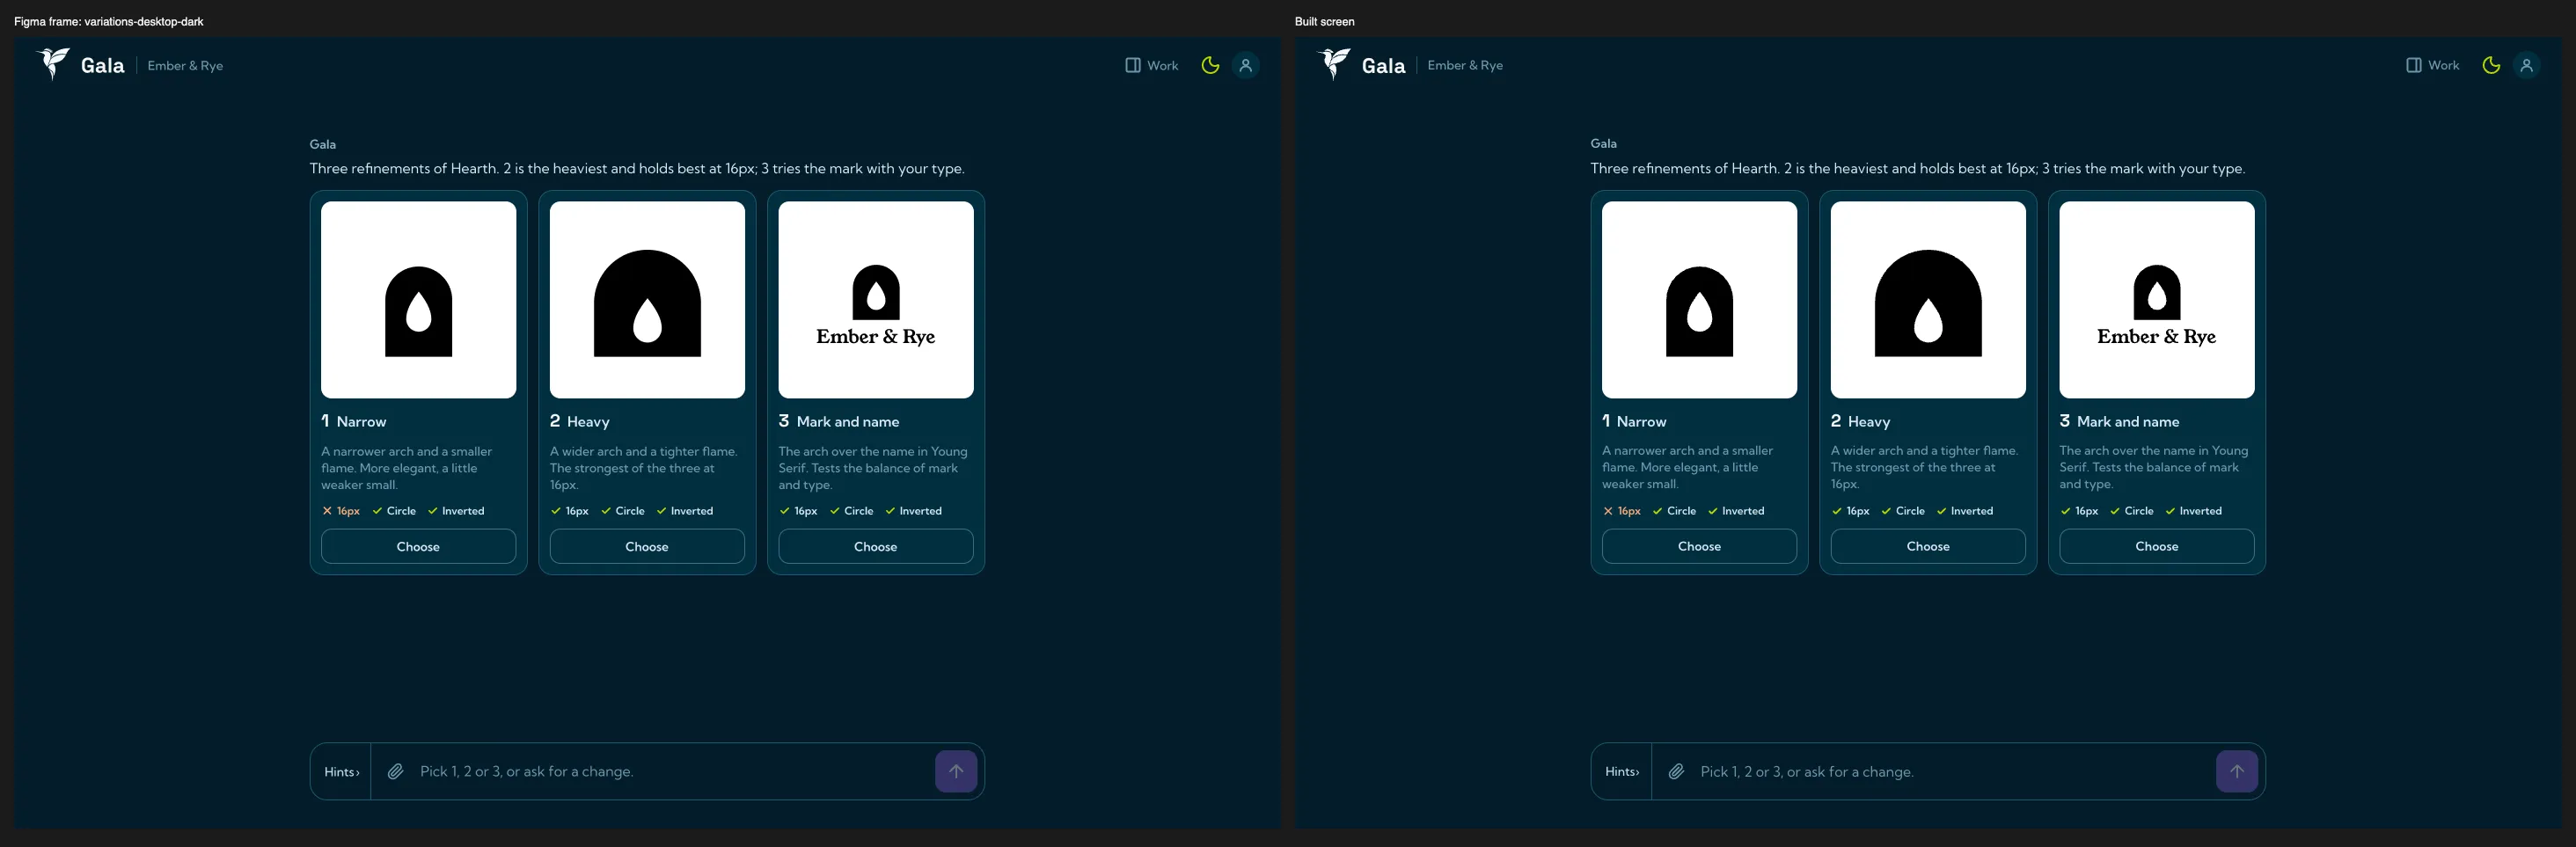 Figma frame: variations-desktop-dark
Gala
Ember & Rye
Work
Gala
Three refinements of Hearth. 2 is the heaviest and holds best at 16px; 3 tries the mark with your type.
Ember & Rye
1 Narrow
A narrower arch and a smaller
flame. More elegant, a little
weaker small.
16px Circle Inverted
Choose
2 Heavy
A wider arch and a tighter flame.
The strongest of the three at
16px.
16px Circle Inverted
Choose
3 Mark and name
The arch over the name in Young
Serif. Tests the balance of mark
and type.
16px Circle Inverted
Choose
Hints›
Pick 1, 2 or 3, or ask for a change.
Built screen
Gala
Ember & Rye
Work
Gala
Three refinements of Hearth. 2 is the heaviest and holds best at 16px; 3 tries the mark with your type.
Ember & Rye
1 Narrow
A narrower arch and a smaller
flame. More elegant, a little
weaker small.
16px Circle Inverted
Choose
2 Heavy
A wider arch and a tighter flame.
The strongest of the three at
16px.
16px Circle Inverted
Choose
3 Mark and name
The arch over the name in Young
Serif. Tests the balance of mark
and type.
16px Circle Inverted
Choose
Hints›
Pick 1, 2 or 3, or ask for a change.